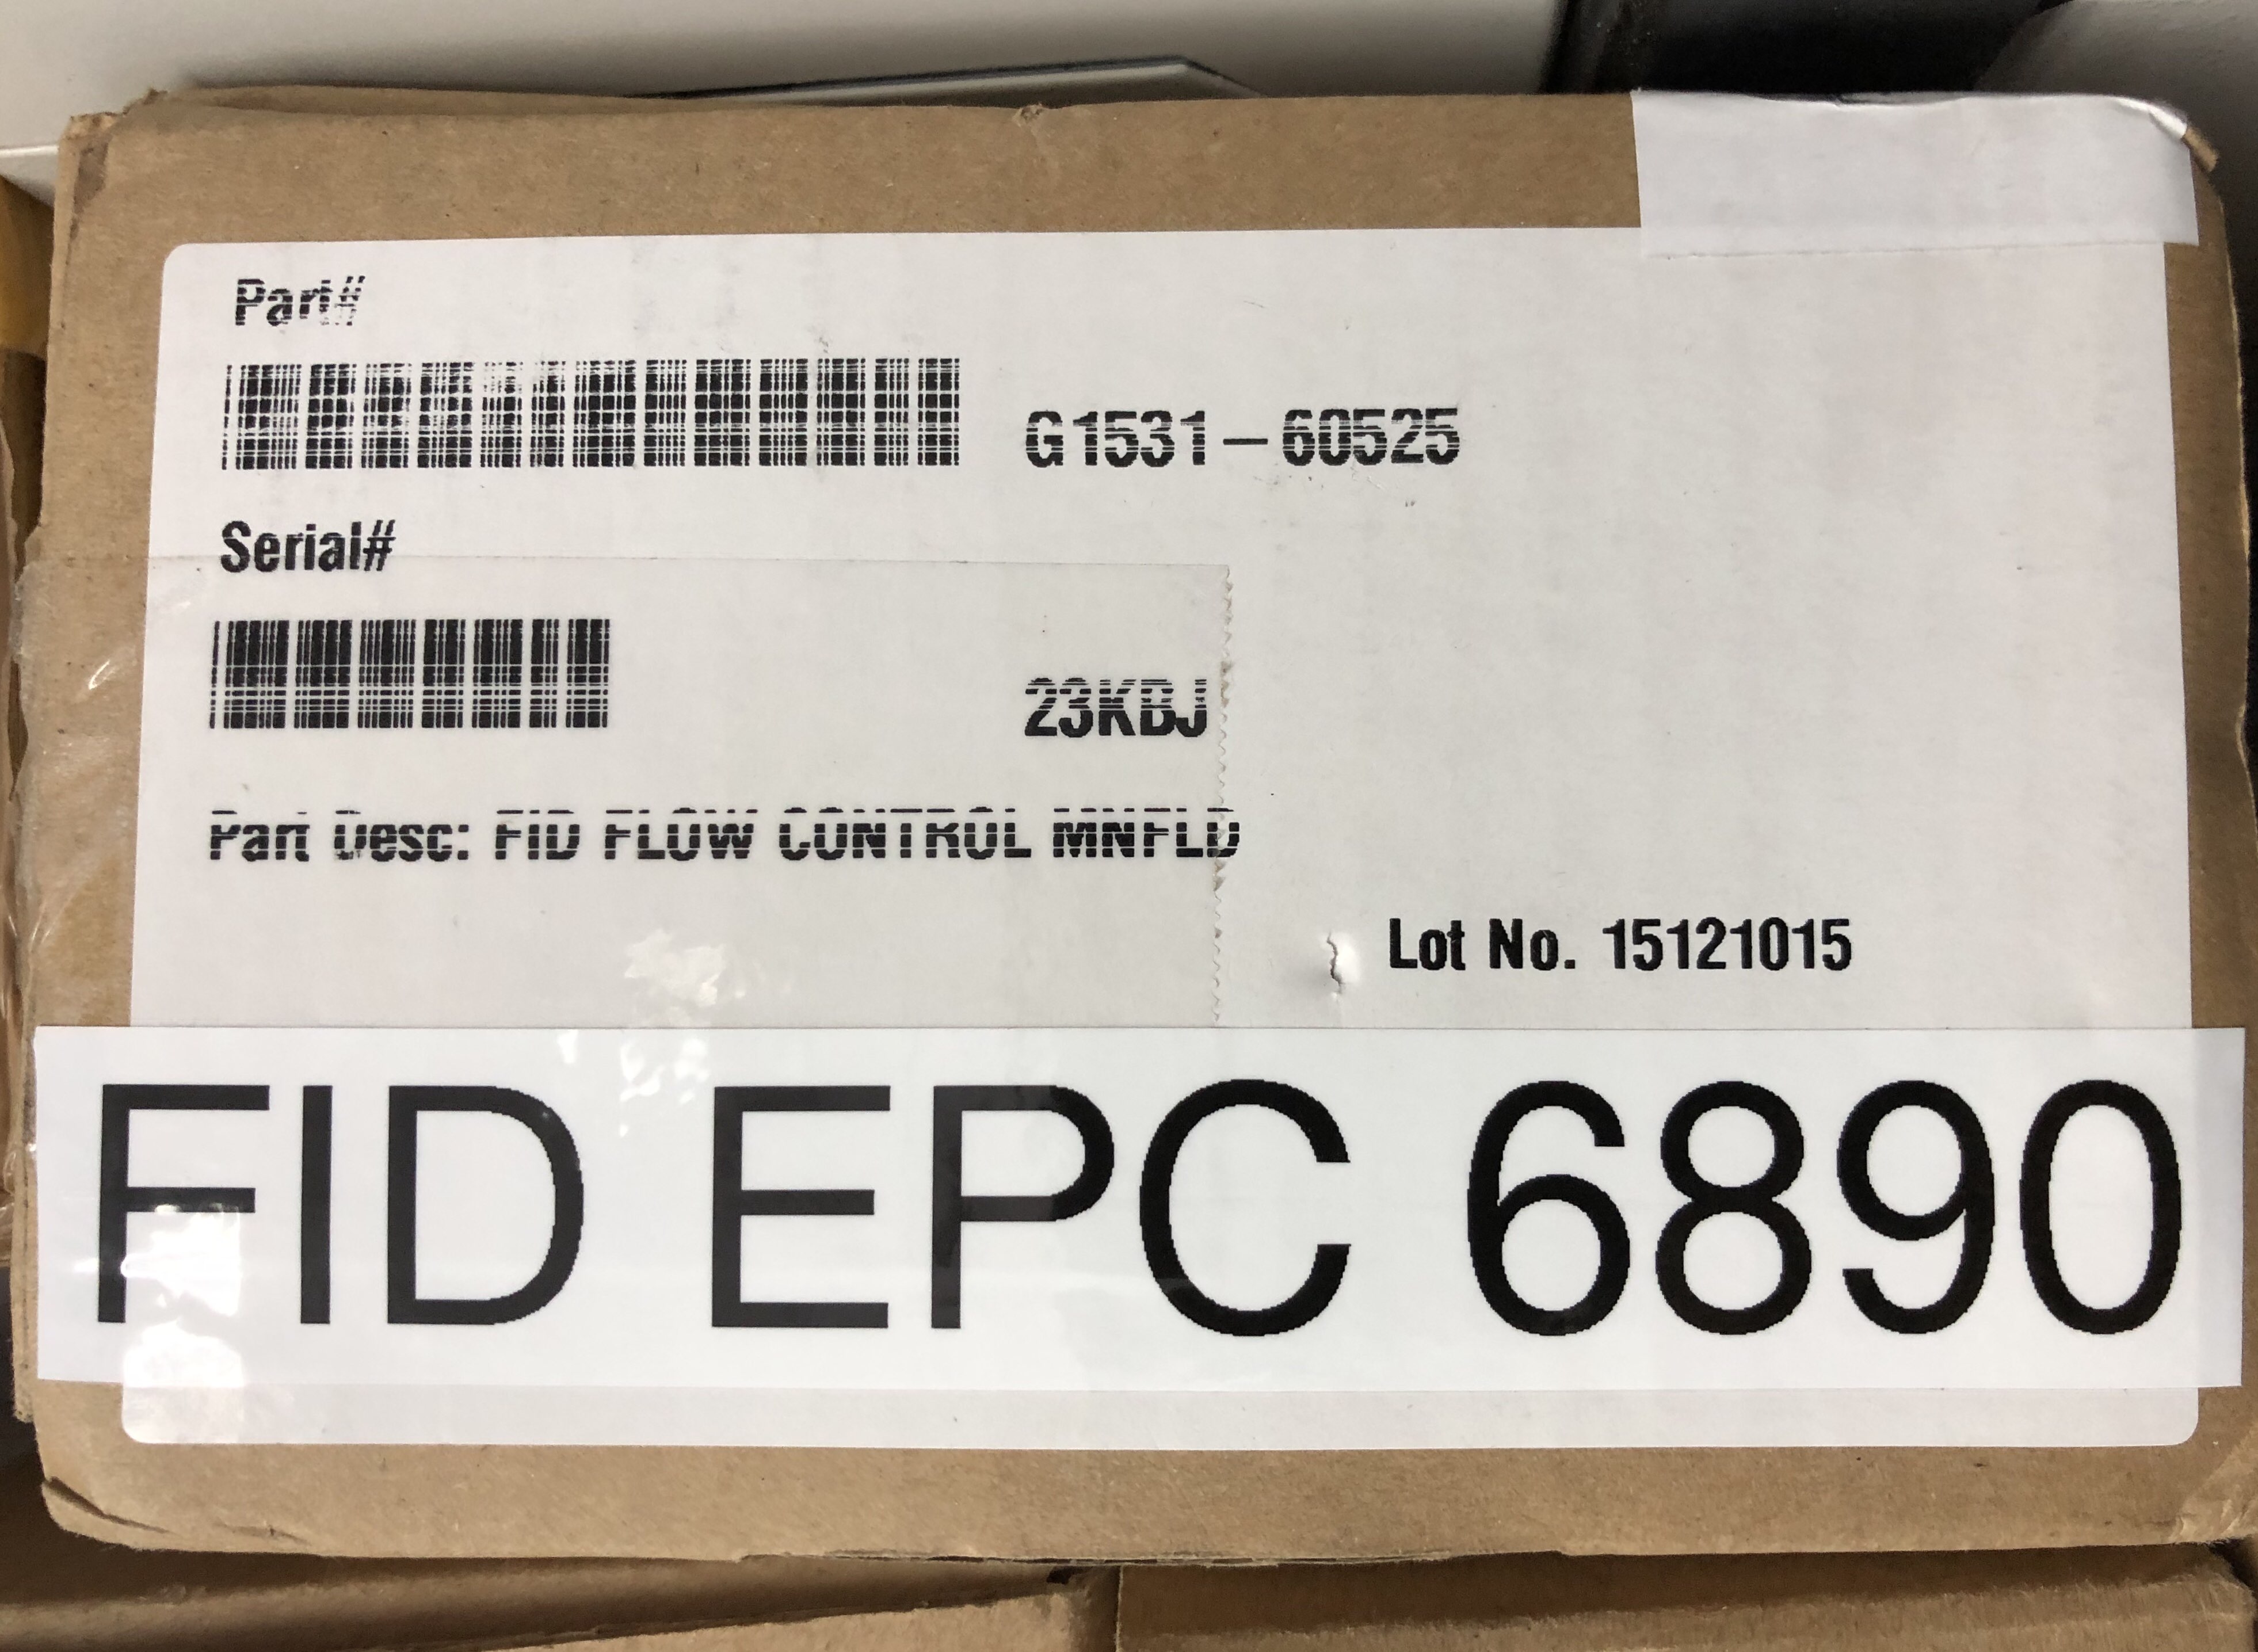 Part#
G1531-60525
Serial#
23KBJ
Part Desc: FID FLOW CONTROL MNFLD
Lot No. 15121015
FID EPC 6890